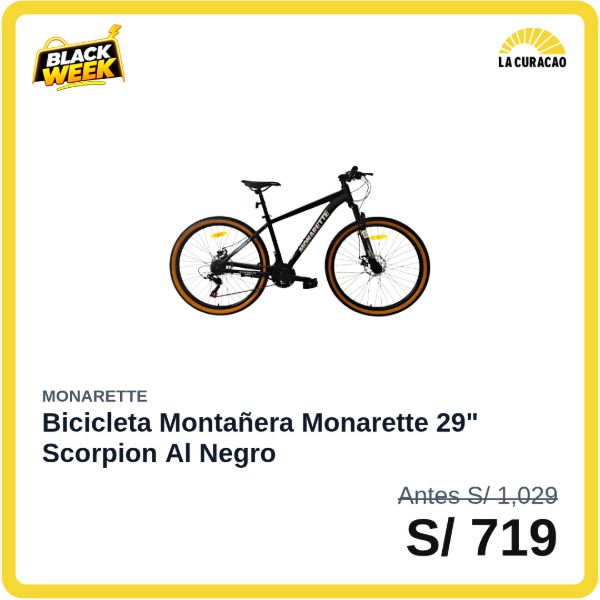 BLACK
WEEK
LA CURACAO
MONARETTE
MONARETTE
Bicicleta Montañera Monarette 29"
Scorpion Al Negro
Antes S/ 1,029
S/ 719